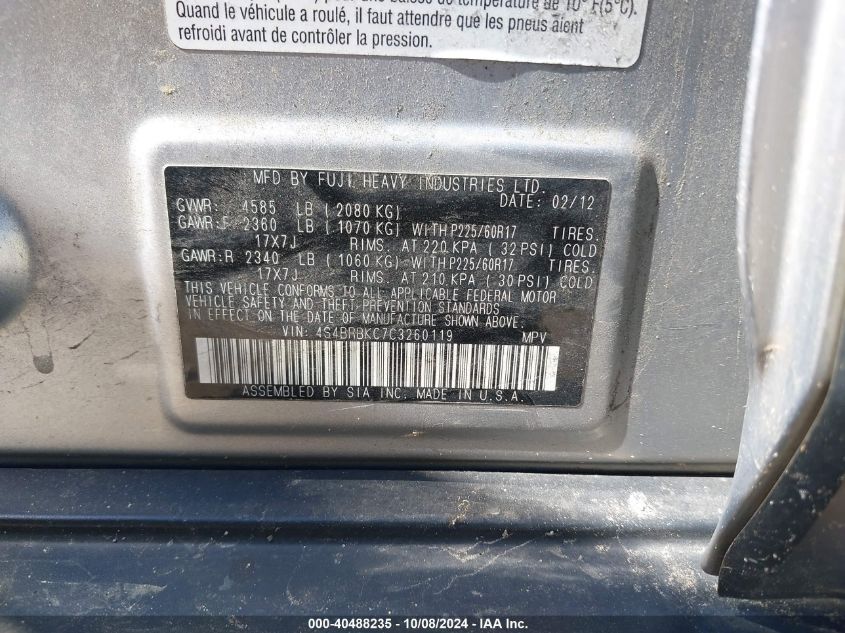 température de 10°F(5°C).
Quand le véhicule a roulé, il faut attendre que les pneus aient
refroidi avant de contrôler la pression.
MFD BY FUJI HEAVY INDUSTRIES LTD.
DATE: 02/12
GVWR: 4585 LB ( 2080 KG)
GAWR:F 2360 LB ( 1070 KG) WITH P225/60R17 TIRES.
17X7J RIMS. AT 220 KPA ( 32 PSI) COLD
GAWR:R 2340 LB ( 1060 KG) WITH P225/60R17 TIRES.
17X7J RIMS. AT 210 KPA ( 30 PSI) COLD
THIS VEHICLE CONFORMS TO ALL APPLICABLE FEDERAL MOTOR
VEHICLE SAFETY AND THEFT PREVENTION STANDARDS
IN EFFECT ON THE DATE OF MANUFACTURE SHOWN ABOVE.
VIN: 4S4BRBKC7C3260119 MPV
ASSEMBLED BY SIA INC. MADE IN U.S.A.
000-40488235 - 10/08/2024 - IAA Inc.